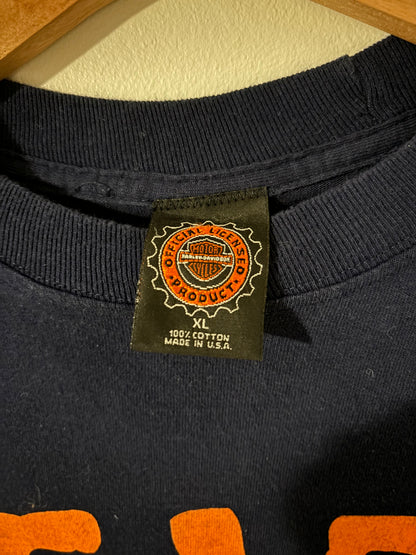 OFFICIAL LICENSED
MOTOR
HARLEY-DAVIDSON
CYCLES
PRODUCT
XL
100% COTTON
MADE IN U.S.A.